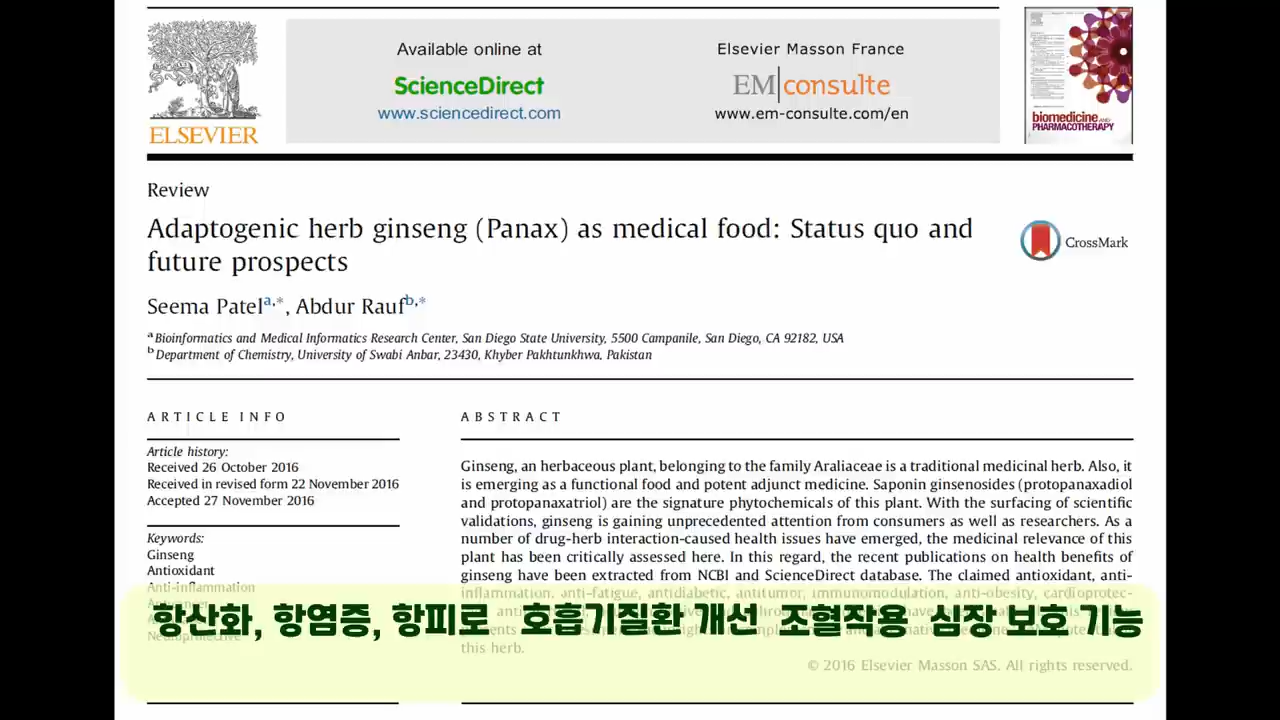 Available online at
ScienceDirect
www.sciencedirect.com
Elsevier Masson France
EM|consulte
www.em-consulte.com/en
ELSEVIER
biomedicine AND
PHARMACOTHERAPY
Review
Adaptogenic herb ginseng (Panax) as medical food: Status quo and
future prospects
CrossMark
Seema Patel a,*, Abdur Rauf b,*
a Bioinformatics and Medical Informatics Research Center, San Diego State University, 5500 Campanile, San Diego, CA 92182, USA
b Department of Chemistry, University of Swabi Anbar, 23430, Khyber Pakhtunkhwa, Pakistan
ARTICLE INFO
Article history:
Received 26 October 2016
Received in revised form 22 November 2016
Accepted 27 November 2016
Keywords:
Ginseng
Antioxidant
Anti-inflammation
ABSTRACT
Ginseng, an herbaceous plant, belonging to the family Araliaceae is a traditional medicinal herb. Also, it
is emerging as a functional food and potent adjunct medicine. Saponin ginsenosides (protopanaxadiol
and protopanaxatriol) are the signature phytochemicals of this plant. With the surfacing of scientific
validations, ginseng is gaining unprecedented attention from consumers as well as researchers. As a
number of drug-herb interaction-caused health issues have emerged, the medicinal relevance of this
plant has been critically assessed here. In this regard, the recent publications on health benefits of
ginseng have been extracted from NCBI and ScienceDirect database. The claimed antioxidant, anti-
inflammation, anti-fatigue, antidiabetic, antitumor, immunomodulation, anti-obesity, cardioprotec-
this herb.
© 2016 Elsevier Masson SAS. All rights reserved.
항산화, 항염증, 항피로 호흡기질환 개선 조혈작용 심장 보호 기능